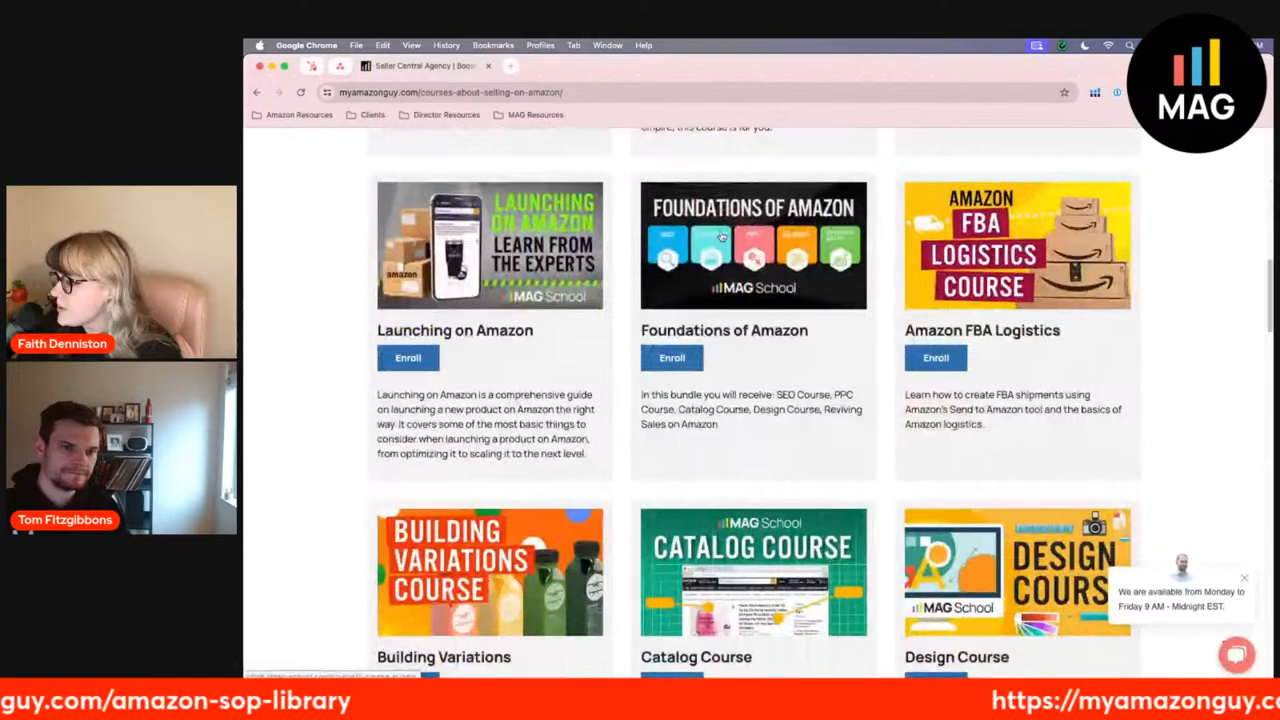 Google Chrome File Edit View History Bookmarks Profiles Tab Window Help
Seller Central Agency | Boos
myamazonguy.com/courses-about-selling-on-amazon/
Amazon Resources Clients Director Resources MAG Resources
MAG
empire, this course is for you.
LAUNCHING
ON AMAZON
LEARN FROM
THE EXPERTS
amazon
MAG School
Launching on Amazon
Enroll
Launching on Amazon is a comprehensive guide
on launching a new product on Amazon the right
way. It covers some of the most basic things to
consider when launching a product on Amazon,
from optimizing it to scaling it to the next level.
FOUNDATIONS OF AMAZON
MAG School
Foundations of Amazon
Enroll
In this bundle you will receive: SEO Course, PPC
Course, Catalog Course, Design Course, Reviving
Sales on Amazon
AMAZON
FBA
LOGISTICS
COURSE
Amazon FBA Logistics
Enroll
Learn how to create FBA shipments using
Amazon's Send to Amazon tool and the basics of
Amazon logistics.
BUILDING
VARIATIONS
COURSE
Building Variations
MAG School
CATALOG COURSE
Catalog Course
DESIGN
COURS
MAG School
Design Course
We are available from Monday to
Friday 9 AM - Midnight EST.
Faith Denniston
Tom Fitzgibbons
guy.com/amazon-sop-library
https://myamazonguy.c